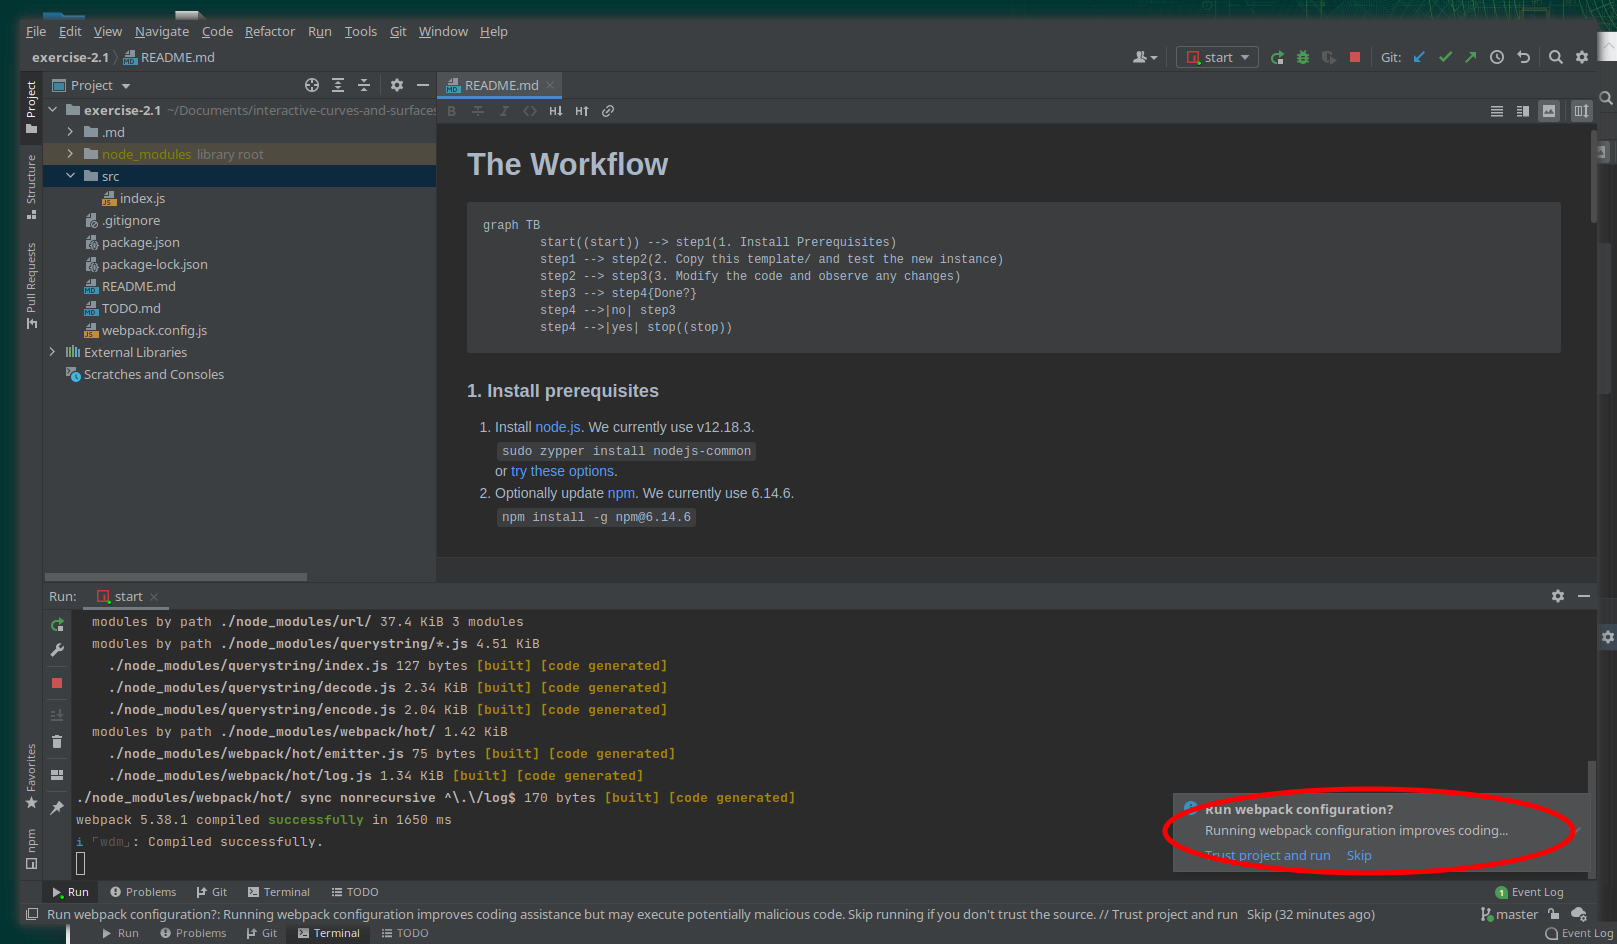 File Edit View Navigate Code Refactor Run Tools Git Window Help
exercise-2.1 README.md
start Git:
Project
README.md
exercise-2.1 ~/Documents/interactive-curves-and-surfaces
.md
node_modules library root
src
index.js
.gitignore
package.json
package-lock.json
README.md
TODO.md
webpack.config.js
External Libraries
Scratches and Consoles
Project
Structure
Pull Requests
Favorites
npm
The Workflow
graph TB
start((start)) --> step1(1. Install Prerequisites)
step1 --> step2(2. Copy this template/ and test the new instance)
step2 --> step3(3. Modify the code and observe any changes)
step3 --> step4{Done?}
step4 -->|no| step3
step4 -->|yes| stop((stop))
1. Install prerequisites
1. Install node.js. We currently use v12.18.3.
sudo zypper install nodejs-common
or try these options.
2. Optionally update npm. We currently use 6.14.6.
npm install -g npm@6.14.6
Run: start
modules by path ./node_modules/url/ 37.4 KiB 3 modules
modules by path ./node_modules/querystring/*.js 4.51 KiB
./node_modules/querystring/index.js 127 bytes [built] [code generated]
./node_modules/querystring/decode.js 2.34 KiB [built] [code generated]
./node_modules/querystring/encode.js 2.04 KiB [built] [code generated]
modules by path ./node_modules/webpack/hot/ 1.42 KiB
./node_modules/webpack/hot/emitter.js 75 bytes [built] [code generated]
./node_modules/webpack/hot/log.js 1.34 KiB [built] [code generated]
./node_modules/webpack/hot/ sync nonrecursive ^\.\/log$ 170 bytes [built] [code generated]
webpack 5.38.1 compiled successfully in 1650 ms
i ｢wdm｣: Compiled successfully.
Run webpack configuration?
Running webpack configuration improves coding...
Trust project and run Skip
Run Problems Git Terminal TODO
1 Event Log
Run webpack configuration?: Running webpack configuration improves coding assistance but may execute potentially malicious code. Skip running if you don't trust the source. // Trust project and run Skip (32 minutes ago)
master
Run Problems Git Terminal TODO
Event Log